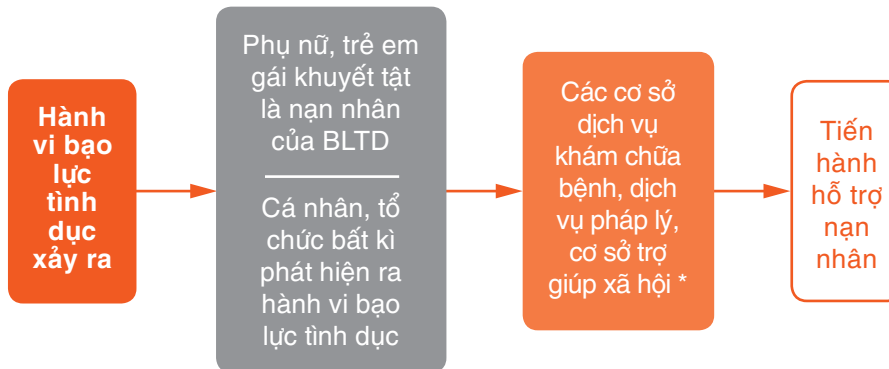 Hành
vi bạo
lực
tình
dục
xảy ra
Phụ nữ, trẻ em
gái khuyết tật
là nạn nhân
của BLTD
Cá nhân, tổ
chức bất kì
phát hiện ra
hành vi bạo
lực tình dục
Các cơ sở
dịch vụ
khám chữa
bệnh, dịch
vụ pháp lý,
cơ sở trợ
giúp xã hội *
Tiến
hành
hỗ trợ
nạn
nhân